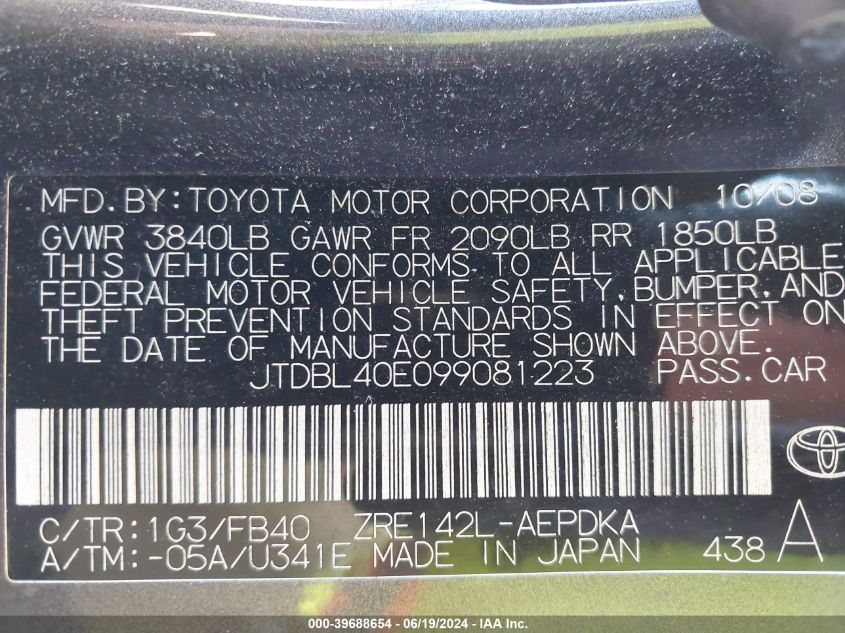 MFD.BY:TOYOTA MOTOR CORPORATION 10/08
GVWR 3840LB GAWR FR 2090LB RR 1850LB
THIS VEHICLE CONFORMS TO ALL APPLICABLE
FEDERAL MOTOR VEHICLE SAFETY,BUMPER,AND
THEFT PREVENTION STANDARDS IN EFFECT ON
THE DATE OF MANUFACTURE SHOWN ABOVE.
JTDBL40E099081223 PASS.CAR
C/TR:1G3/FB40 ZRE142L-AEPDKA
A/TM:-05A/U341E MADE IN JAPAN 438 A
000-39688654 / 06/19/2024 - IAA Inc.